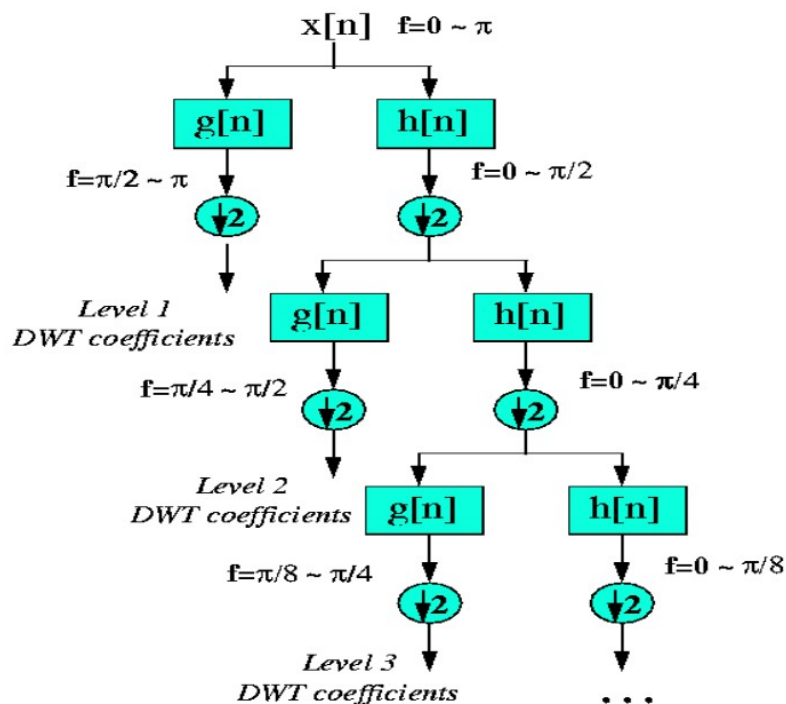 x[n] f=0 ~ π
g[n] h[n]
f=π/2 ~ π f=0 ~ π/2
↓2 ↓2
Level 1
DWT coefficients
g[n] h[n]
f=π/4 ~ π/2 f=0 ~ π/4
↓2 ↓2
Level 2
DWT coefficients
g[n] h[n]
f=π/8 ~ π/4 f=0 ~ π/8
↓2 ↓2
Level 3
DWT coefficients
...